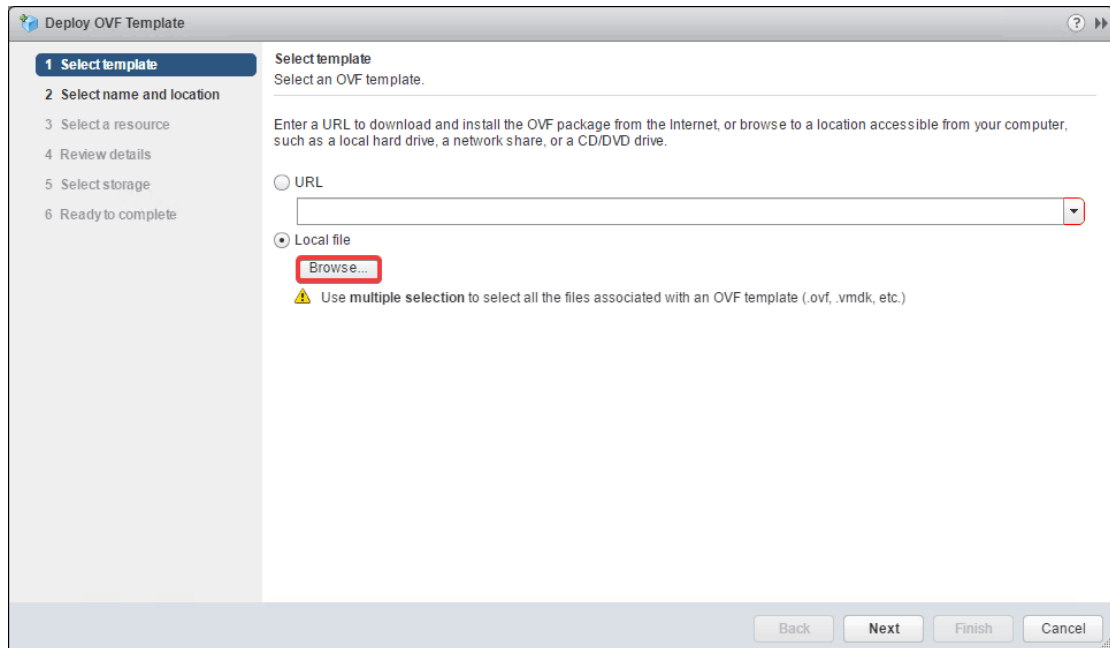 Deploy OVF Template
?
1 Select template
2 Select name and location
3 Select a resource
4 Review details
5 Select storage
6 Ready to complete
Select template
Select an OVF template.
Enter a URL to download and install the OVF package from the Internet, or browse to a location accessible from your computer,
such as a local hard drive, a network share, or a CD/DVD drive.
URL
Local file
Browse...
Use multiple selection to select all the files associated with an OVF template (.ovf, .vmdk, etc.)
Back
Next
Finish
Cancel